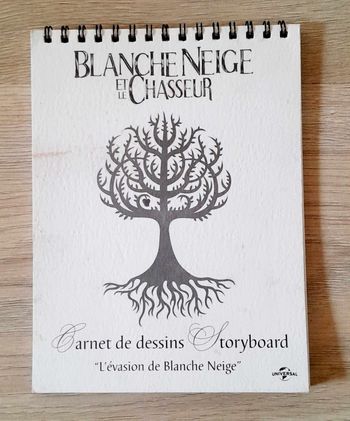 BLANCHE NEIGE
ET LE CHASSEUR
Carnet de dessins Storyboard
"L'évasion de Blanche Neige"
UNIVERSAL